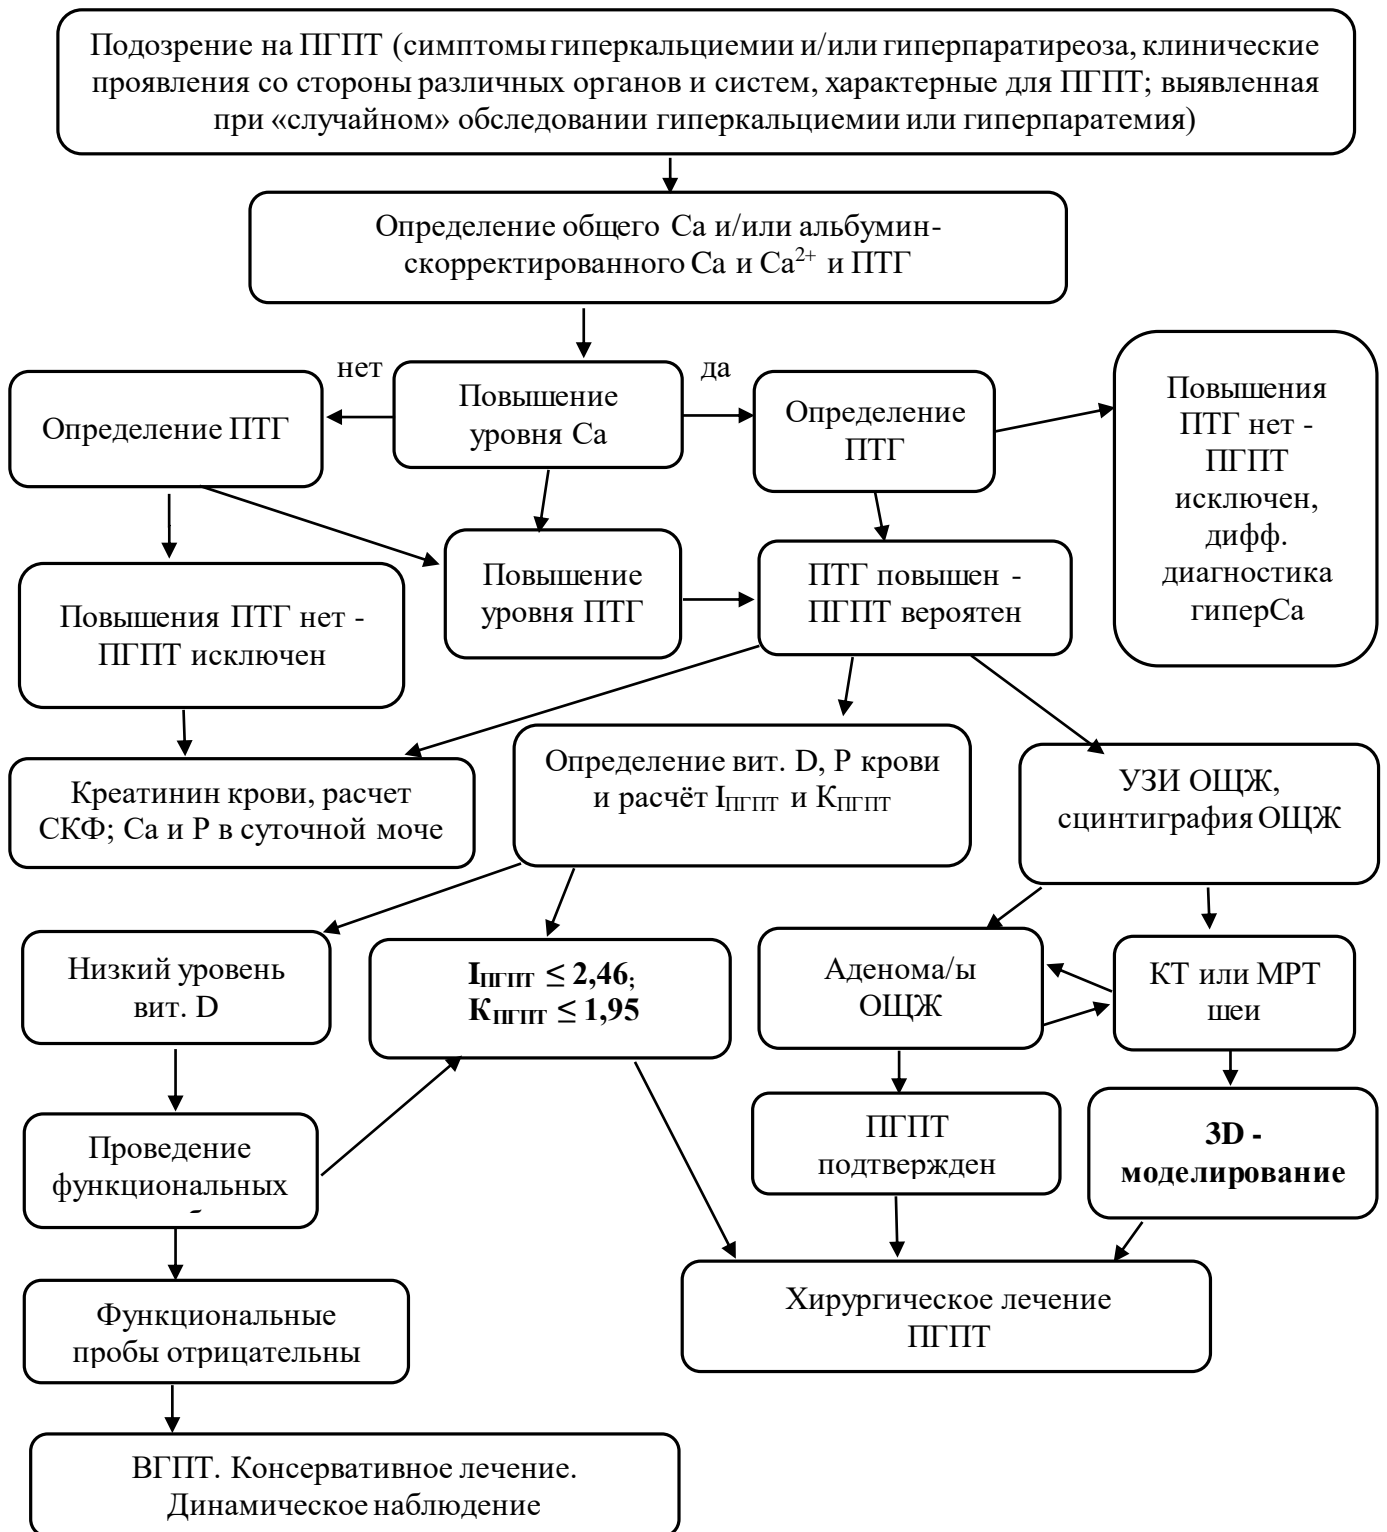 Подозрение на ПГПТ (симптомы гиперкальциемии и/или гиперпаратиреоза, клинические
проявления со стороны различных органов и систем, характерные для ПГПТ; выявленная
при «случайном» обследовании гиперкальциемии или гиперпаратемия)
Определение общего Са и/или альбумин-
скорректированного Са и Са²⁺ и ПТГ
нет
да
Определение ПТГ
Повышение
уровня Са
Определение
ПТГ
Повышения
ПТГ нет -
ПГПТ
исключен,
дифф.
диагностика
гиперСа
Повышения ПТГ нет -
ПГПТ исключен
Повышение
уровня ПТГ
ПТГ повышен -
ПГПТ вероятен
Креатинин крови, расчет
СКФ; Са и Р в суточной моче
Определение вит. D, Р крови
и расчёт IПГПТ и КПГПТ
УЗИ ОЩЖ,
сцинтиграфия ОЩЖ
Низкий уровень
вит. D
IПГПТ ≤ 2,46;
КПГПТ ≤ 1,95
Аденома/ы
ОЩЖ
КТ или МРТ
шеи
Проведение
функциональных
ПГПТ
подтвержден
3D -
моделирование
Функциональные
пробы отрицательны
Хирургическое лечение
ПГПТ
ВГПТ. Консервативное лечение.
Динамическое наблюдение